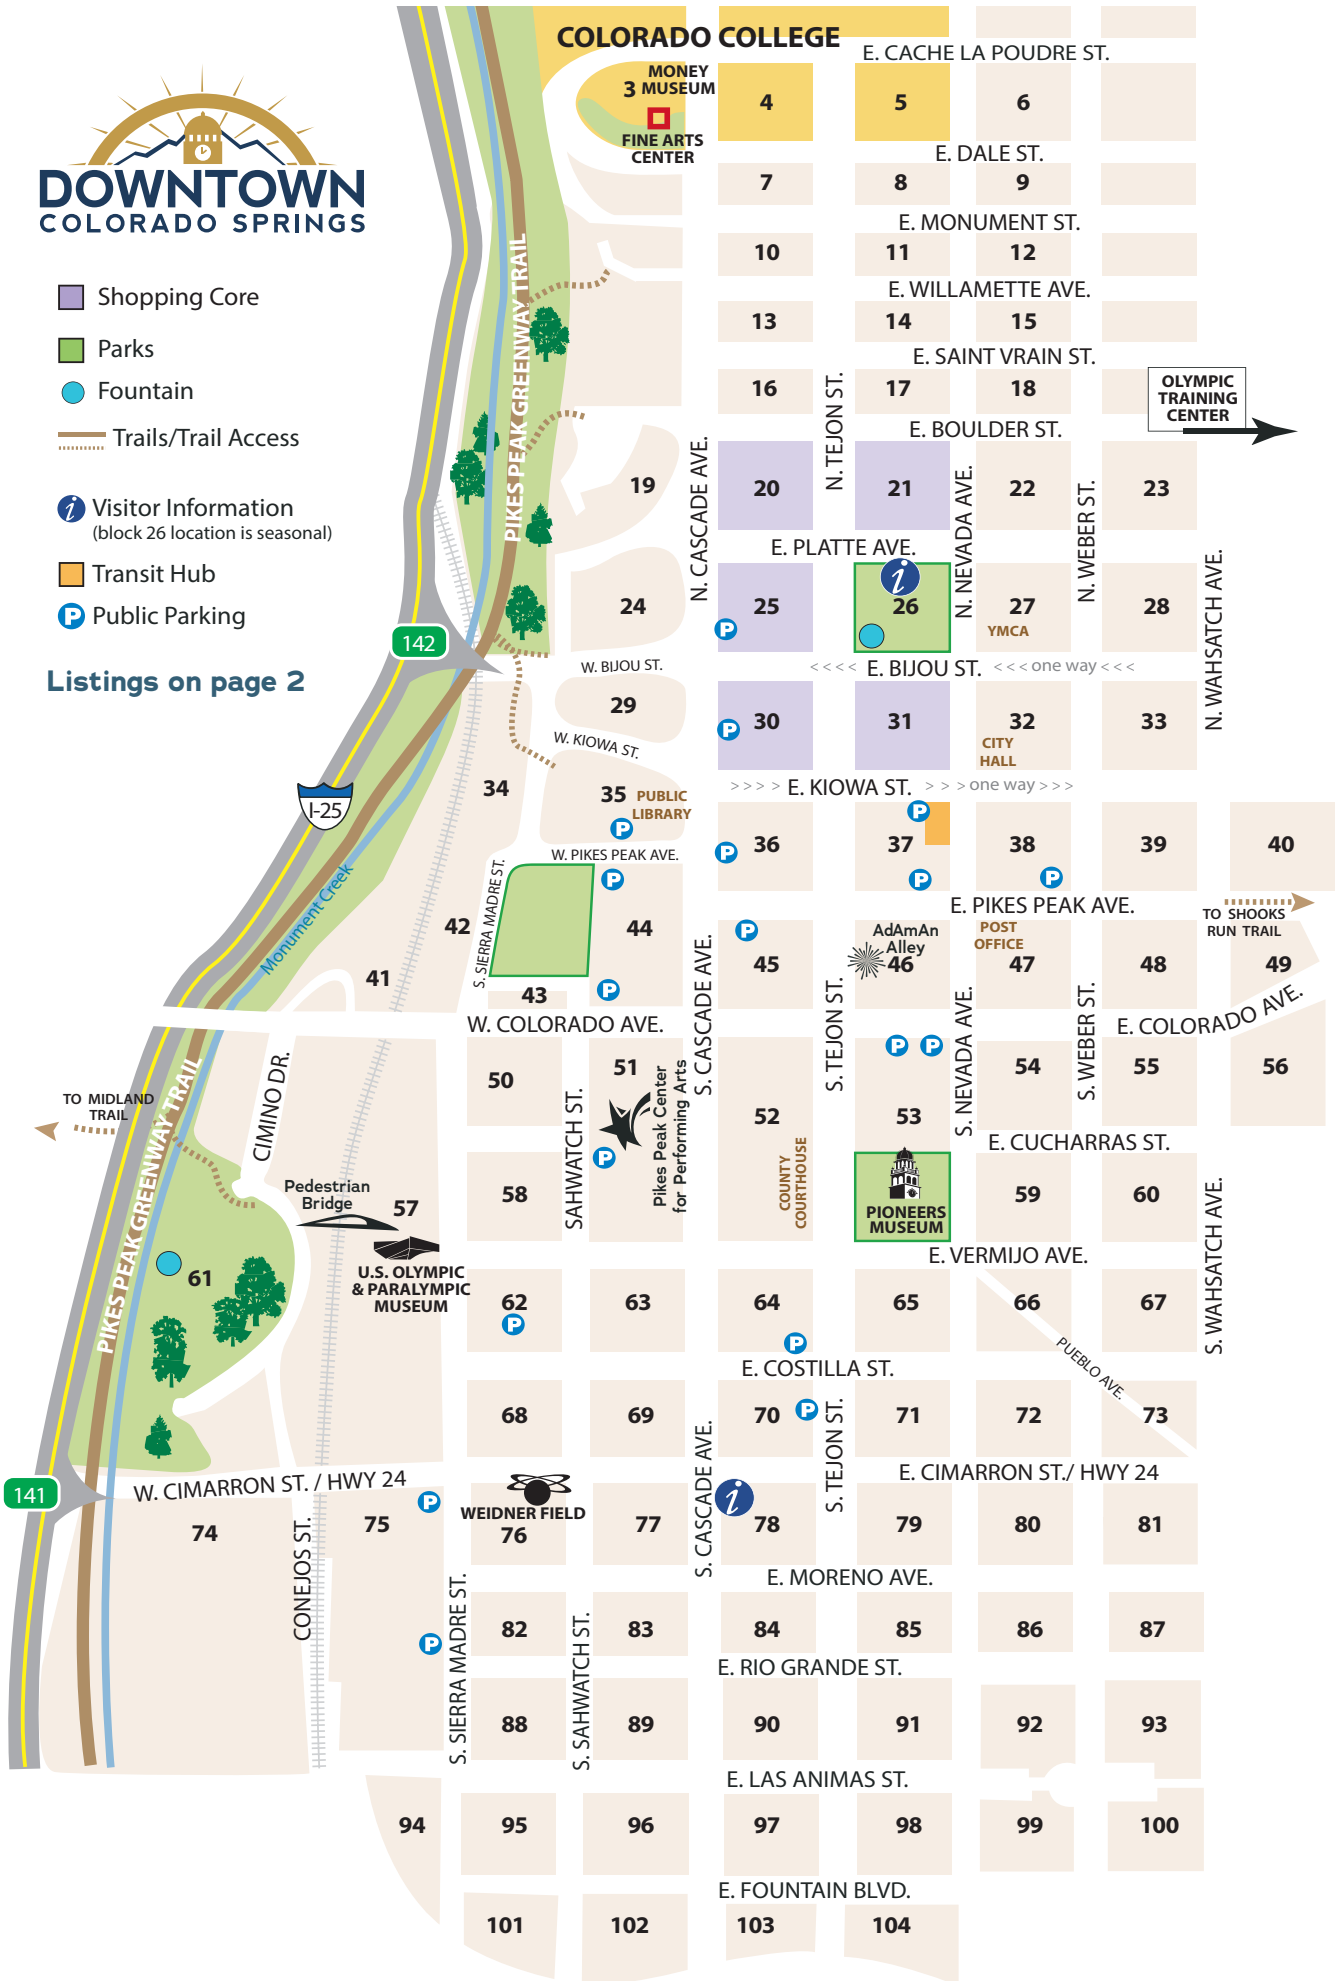 COLORADO COLLEGE
E. CACHE LA POUDRE ST.
MONEY
3 MUSEUM
4
5
6
FINE ARTS
CENTER
E. DALE ST.
DOWNTOWN
COLORADO SPRINGS
7
8
9
E. MONUMENT ST.
10
11
12
E. WILLAMETTE AVE.
Shopping Core
13
14
15
Parks
E. SAINT VRAIN ST.
Fountain
16
17
18
OLYMPIC
TRAINING
CENTER
Trails/Trail Access
PIKES PEAK GREENWAY TRAIL
N. TEJON ST.
E. BOULDER ST.
19
N. CASCADE AVE.
20
21
22
23
Visitor Information
(block 26 location is seasonal)
N. NEVADA AVE.
N. WEBER ST.
E. PLATTE AVE.
Transit Hub
i
24
P
25
26
27
28
YMCA
N. WAHSATCH AVE.
P Public Parking
142
W. BIJOU ST.
< < < < E. BIJOU ST. < < < one way < < <
Listings on page 2
29
P
30
31
32
33
CITY
HALL
W. KIOWA ST.
34
> > > > E. KIOWA ST. > > > one way > > >
I-25
35 PUBLIC
LIBRARY
P
P
P
36
37
38
39
40
W. PIKES PEAK AVE.
P
P
P
S. SIERRA MADRE ST.
Monument Creek
E. PIKES PEAK AVE.
TO SHOOKS
RUN TRAIL
42
44
P
AdAmAn
Alley
POST
OFFICE
41
45
46
47
48
49
43
P
S. CASCADE AVE.
S. TEJON ST.
S. NEVADA AVE.
S. WEBER ST.
W. COLORADO AVE.
E. COLORADO AVE.
P
P
CIMINO DR.
50
51
54
55
56
TO MIDLAND
TRAIL
PIKES PEAK GREENWAY TRAIL
Pikes Peak Center
for Performing Arts
52
53
SAHWATCH ST.
P
E. CUCHARRAS ST.
COUNTY
COURTHOUSE
Pedestrian
Bridge
57
58
59
60
PIONEERS
MUSEUM
S. WAHSATCH AVE.
E. VERMIJO AVE.
61
U.S. OLYMPIC
& PARALYMPIC
MUSEUM
62
P
63
64
65
66
67
P
E. COSTILLA ST.
PUEBLO AVE.
68
69
70
P
71
72
73
S. CASCADE AVE.
S. TEJON ST.
141
W. CIMARRON ST. / HWY 24
E. CIMARRON ST./ HWY 24
P
WEIDNER FIELD
i
74
75
76
77
78
79
80
81
CONEJOS ST.
E. MORENO AVE.
S. SIERRA MADRE ST.
P
82
S. SAHWATCH ST.
83
84
85
86
87
E. RIO GRANDE ST.
88
89
90
91
92
93
E. LAS ANIMAS ST.
94
95
96
97
98
99
100
E. FOUNTAIN BLVD.
101
102
103
104